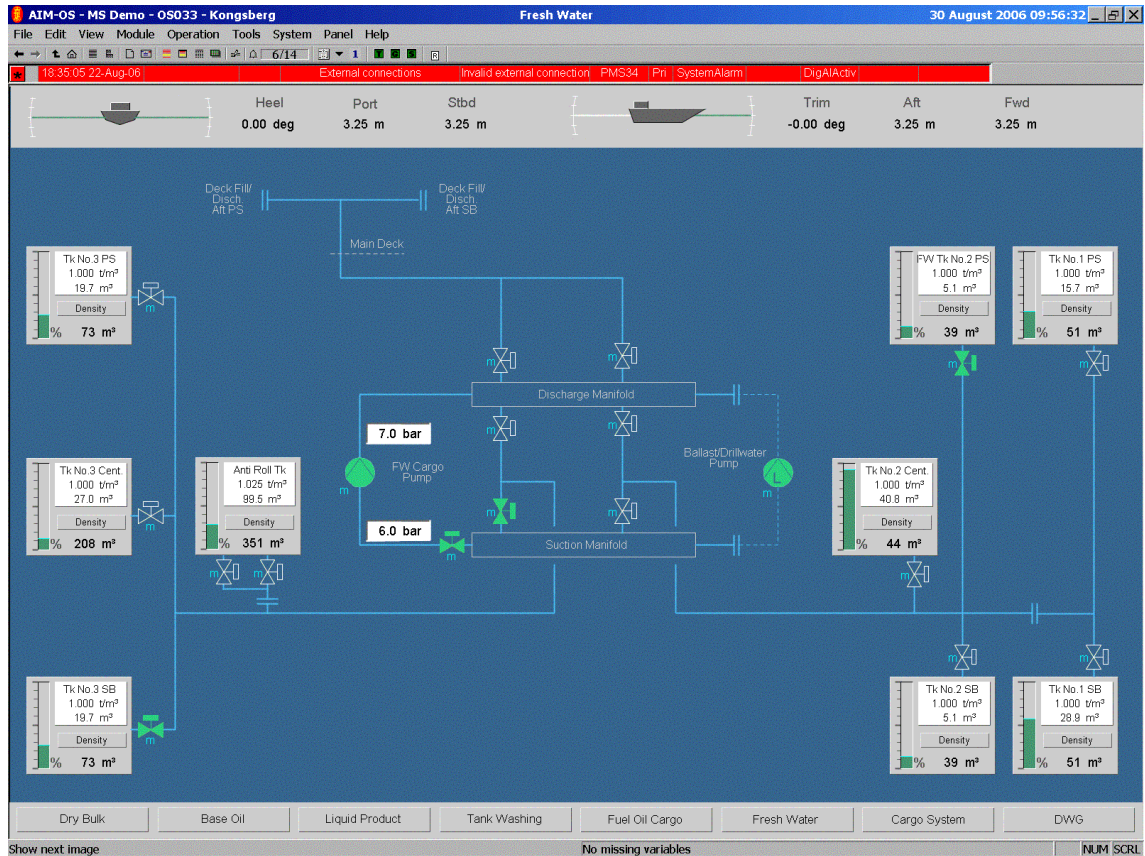 AIM-OS - MS Demo - OS033 - Kongsberg
Fresh Water
30 August 2006 09:56:32
File Edit View Module Operation Tools System Panel Help
6/14
1
R
18:35:05 22-Aug-06 External connections Invalid external connection PMS34 Pri SystemAlarm DigAlActiv
Heel Port Stbd Trim Aft Fwd
0.00 deg 3.25 m 3.25 m -0.00 deg 3.25 m 3.25 m
Deck Fill/
Disch.
Aft PS
Deck Fill/
Disch.
Aft SB
Main Deck
Tk No.3 PS
1.000 t/m³
19.7 m³
Density
% 73 m³
m
FW Tk No.2 PS
1.000 t/m³
5.1 m³
Density
% 39 m³
m
Tk No.1 PS
1.000 t/m³
15.7 m³
Density
% 51 m³
m
m
m
Discharge Manifold
m
m
7.0 bar
FW Cargo
Pump
m
6.0 bar
m
m
m
Suction Manifold
Ballast/Drillwater
Pump
L
m
Tk No.3 Cent.
1.000 t/m³
27.0 m³
Density
% 208 m³
m
Anti Roll Tk
1.025 t/m³
99.5 m³
Density
% 351 m³
m
m
Tk No.2 Cent.
1.000 t/m³
40.8 m³
Density
% 44 m³
m
Tk No.3 SB
1.000 t/m³
19.7 m³
Density
% 73 m³
m
m
Tk No.2 SB
1.000 t/m³
5.1 m³
Density
% 39 m³
m
Tk No.1 SB
1.000 t/m³
28.9 m³
Density
% 51 m³
Dry Bulk
Base Oil
Liquid Product
Tank Washing
Fuel Oil Cargo
Fresh Water
Cargo System
DWG
Show next image
No missing variables
NUM SCRL